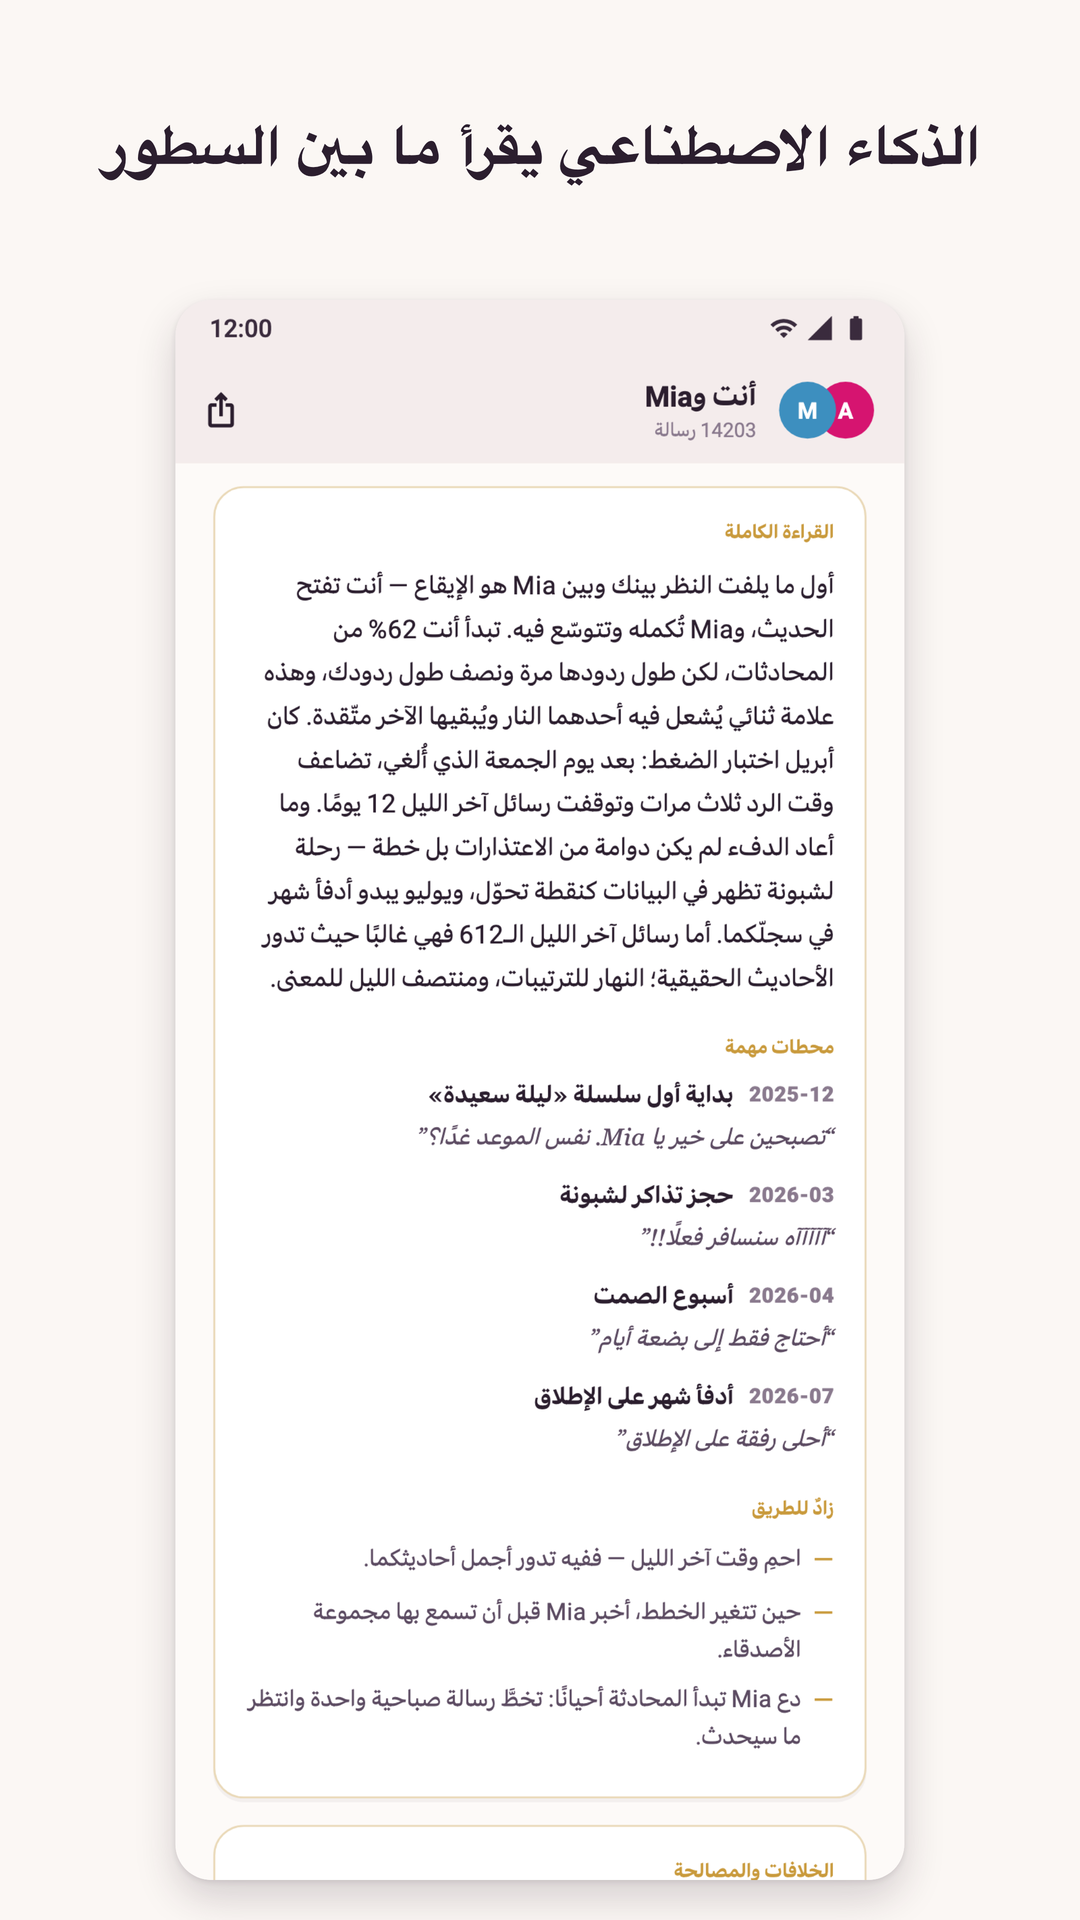 الذكاء الاصطناعي يقرأ ما بين السطور
12:00
M A
أنت وMia
14203 رسالة
القراءة الكاملة
أول ما يلفت النظر بينك وبين Mia هو الإيقاع — أنت تفتح
الحديث، وMia تُكمله وتتوسّع فيه. تبدأ أنت 62% من
المحادثات، لكن طول ردودها مرة ونصف طول ردودك، وهذه
علامة ثنائي يُشعل فيه أحدهما النار ويُبقيها الآخر متّقدة. كان
أبريل اختبار الضغط: بعد يوم الجمعة الذي أُلغي، تضاعف
وقت الرد ثلاث مرات وتوقفت رسائل آخر الليل 12 يومًا. وما
أعاد الدفء لم يكن دوامة من الاعتذارات بل خطة — رحلة
لشبونة تظهر في البيانات كنقطة تحوّل، ويوليو يبدو أدفأ شهر
في سجلّكما. أما رسائل آخر الليل الـ612 فهي غالبًا حيث تدور
الأحاديث الحقيقية؛ النهار للترتيبات، ومنتصف الليل للمعنى.
محطات مهمة
2025-12 بداية أول سلسلة «ليلة سعيدة»
“تصبحين على خير يا Mia. نفس الموعد غدًا؟”
2026-03 حجز تذاكر لشبونة
“آآآآآه سنسافر فعلًا!!”
2026-04 أسبوع الصمت
“أحتاج فقط إلى بضعة أيام”
2026-07 أدفأ شهر على الإطلاق
“أحلى رفقة على الإطلاق”
زادٌ للطريق
— احمِ وقت آخر الليل — ففيه تدور أجمل أحاديثكما.
— حين تتغير الخطط، أخبر Mia قبل أن تسمع بها مجموعة
الأصدقاء.
— دع Mia تبدأ المحادثة أحيانًا: تخطَّ رسالة صباحية واحدة وانتظر
ما سيحدث.
الخلافات والمصالحة